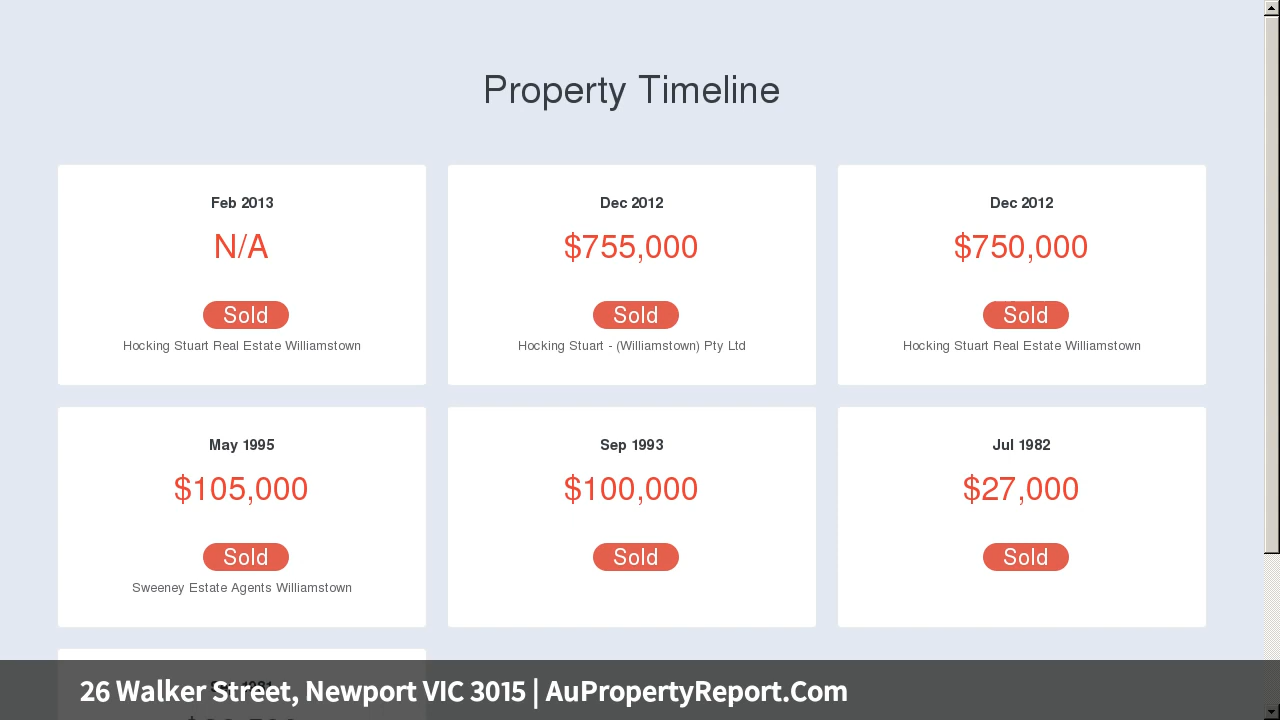 Property Timeline
Feb 2013
N/A
Sold
Hocking Stuart Real Estate Williamstown
Dec 2012
$755,000
Sold
Hocking Stuart - (Williamstown) Pty Ltd
Dec 2012
$750,000
Sold
Hocking Stuart Real Estate Williamstown
May 1995
$105,000
Sold
Sweeney Estate Agents Williamstown
Sep 1993
$100,000
Sold
Jul 1982
$27,000
Sold
26 Walker Street, Newport VIC 3015 | AuPropertyReport.Com